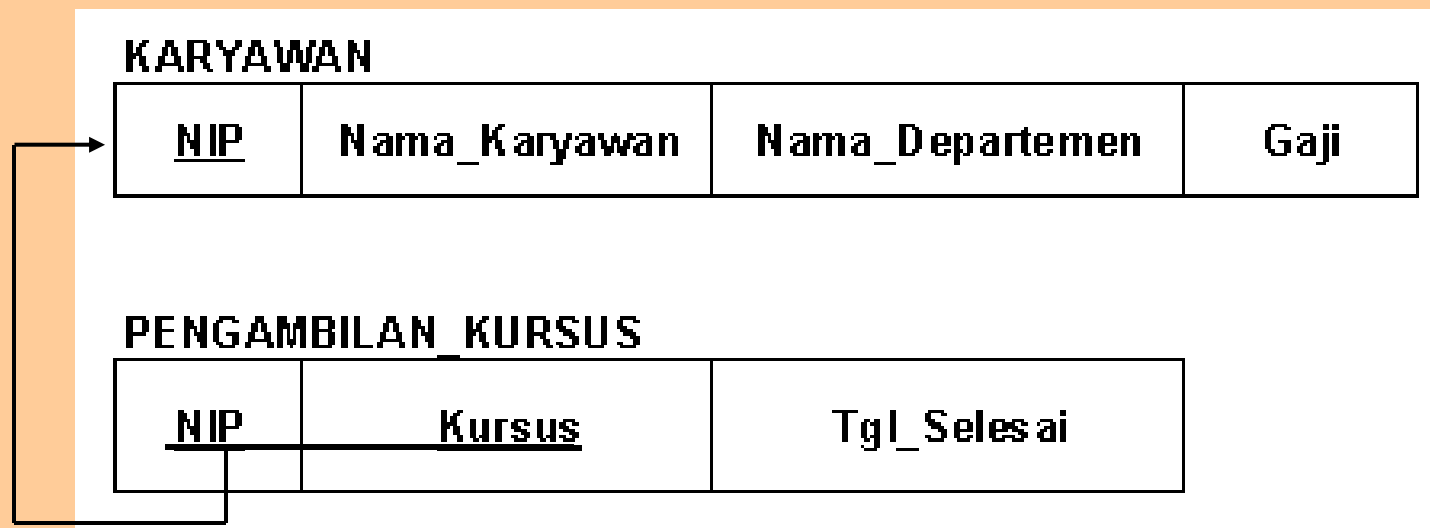 KARYAWAN
NIP Nama_Karyawan Nama_Departemen Gaji
PENGAMBILAN_KURSUS
NIP Kursus Tgl_Selesai